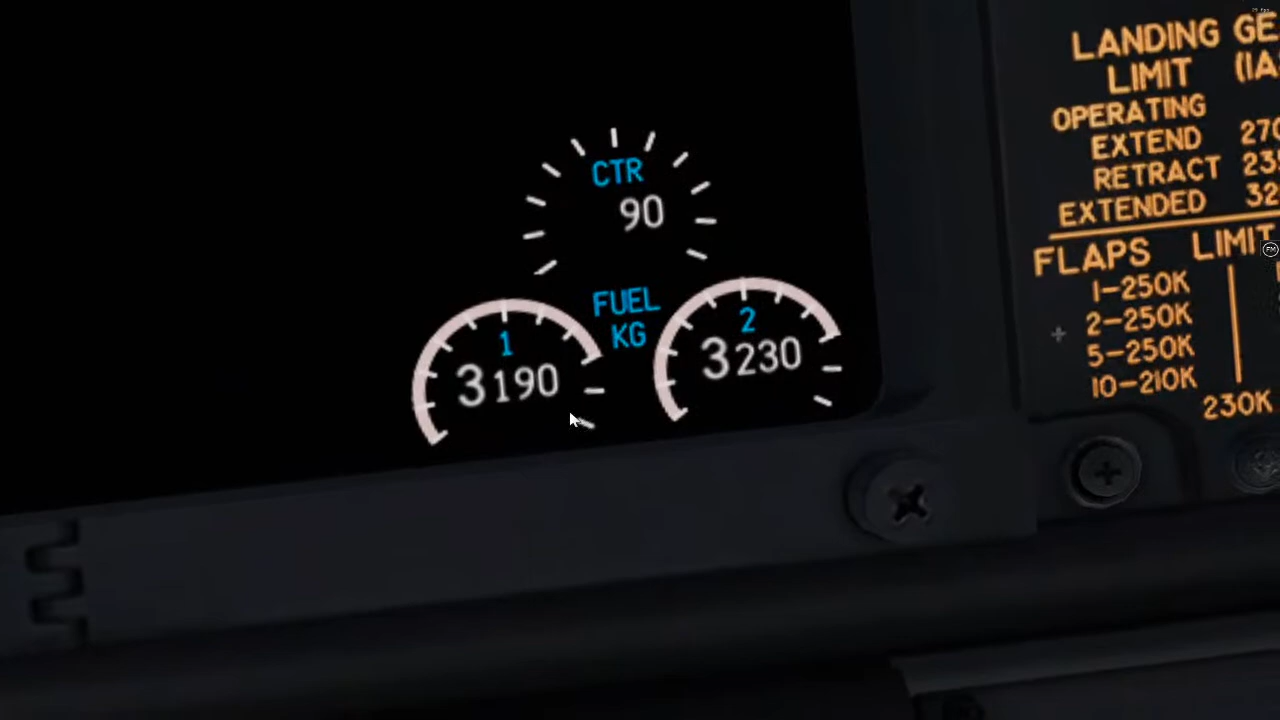 CTR
90
FUEL
KG
1
3190
2
3230
LANDING GE
LIMIT (IA
OPERATING
EXTEND 270
RETRACT 235
EXTENDED 32
FLAPS LIMIT
1-250K
2-250K
5-250K
10-210K
230K
FM